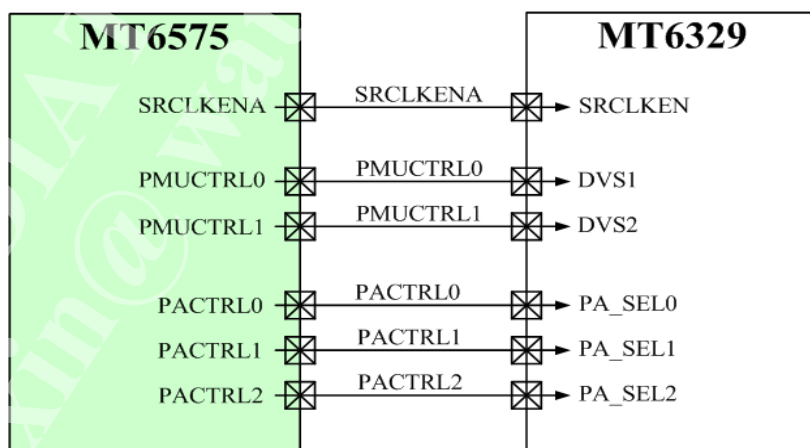 MT6575 MT6329
SRCLKENA SRCLKENA SRCLKEN
PMUCTRL0 PMUCTRL0 DVS1
PMUCTRL1 PMUCTRL1 DVS2
PACTRL0 PACTRL0 PA_SEL0
PACTRL1 PACTRL1 PA_SEL1
PACTRL2 PACTRL2 PA_SEL2